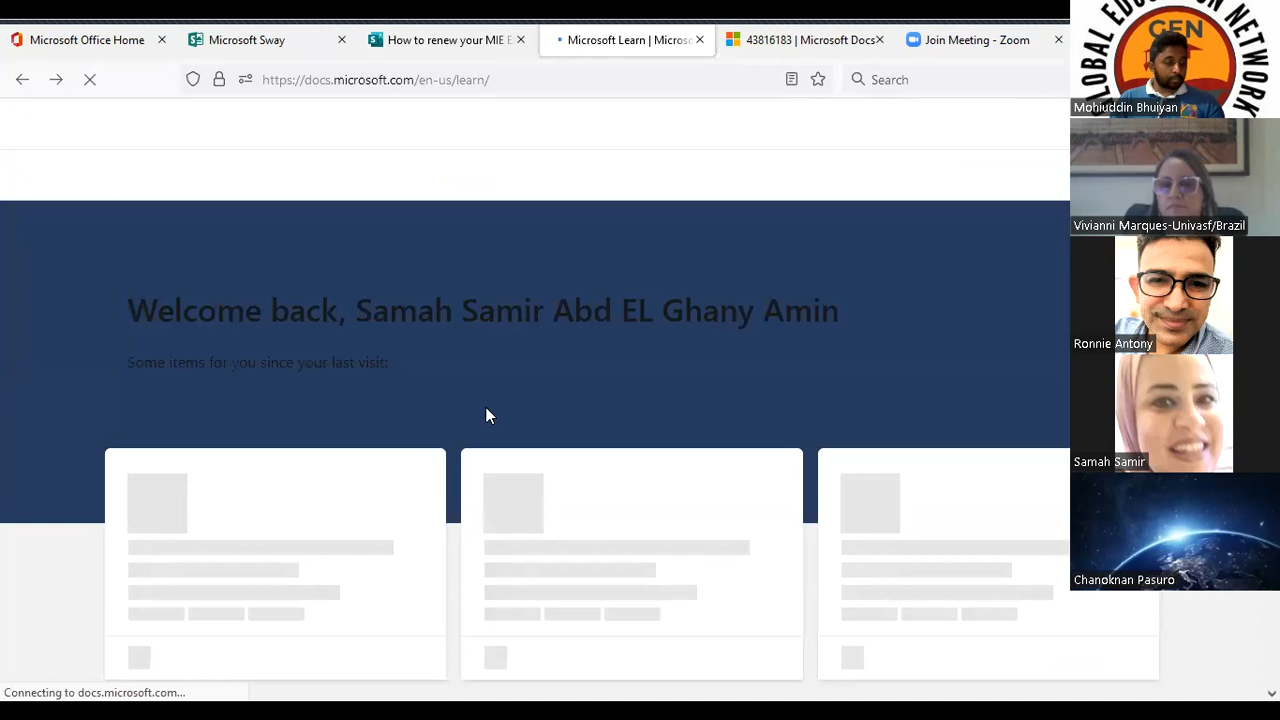 Microsoft Office Home
Microsoft Sway
How to renew your MIE E
Microsoft Learn | Microsc
43816183 | Microsoft Docs
Join Meeting - Zoom
https://docs.microsoft.com/en-us/learn/
Search
Welcome back, Samah Samir Abd EL Ghany Amin
Some items for you since your last visit:
Connecting to docs.microsoft.com...
GLOBAL EDUCATION NETWORK
GEN
Mohiuddin Bhuiyan
Vivianni Marques-Univasf/Brazil
Ronnie Antony
Samah Samir
Chanoknan Pasuro